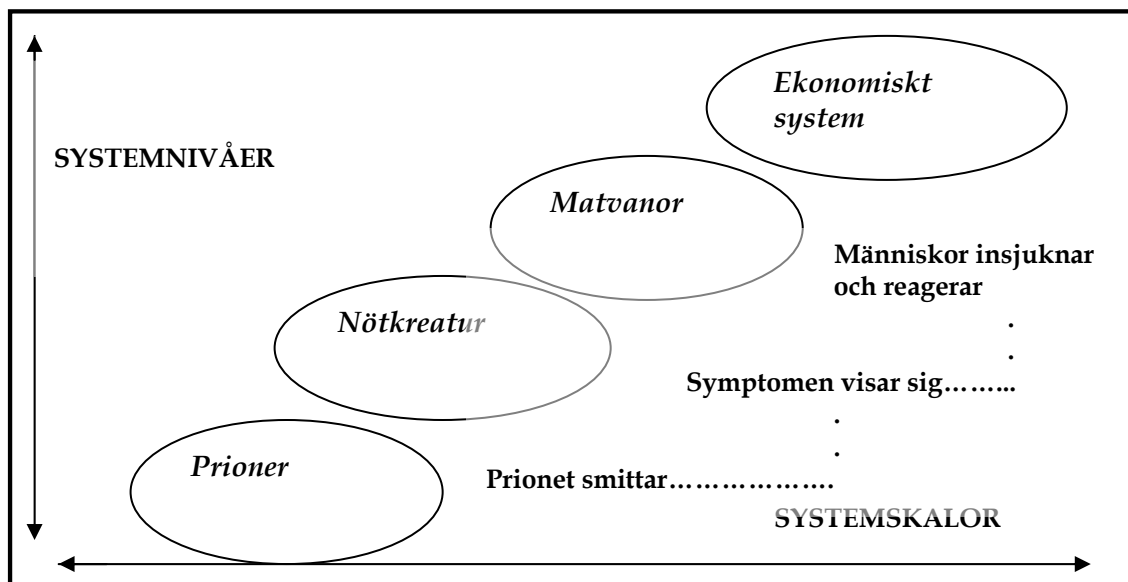 Ekonomiskt
system
SYSTEMNIVÅER
Matvanor
Människor insjuknar
och reagerar
.
.
Nötkreatur
Symptomen visar sig……...
.
.
Prioner
Prionet smittar……………….
SYSTEMSKALOR